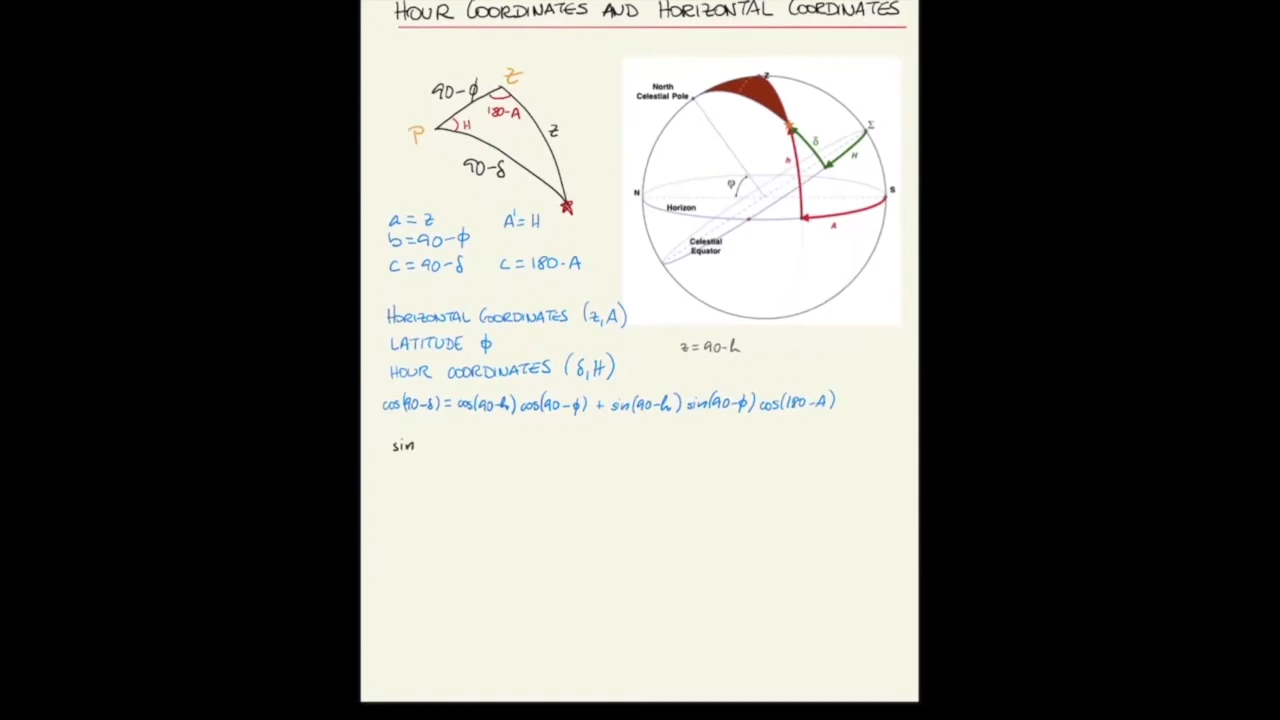 HOUR COORDINATES AND HORIZONTAL COORDINATES
90-ϕ
Z
180-A
P
H
z
90-δ
a = z A' = H
b = 90-ϕ
c = 90-δ C = 180-A
North
Celestial Pole
Z
Σ
δ
H
h
φ
N
S
Horizon
A
Celestial
Equator
HORIZONTAL COORDINATES (z, A)
z = 90-h
LATITUDE ϕ
HOUR COORDINATES (δ, H)
cos(90-δ) = cos(90-h) cos(90-ϕ) + sin(90-h) sin(90-ϕ) cos(180-A)
sin